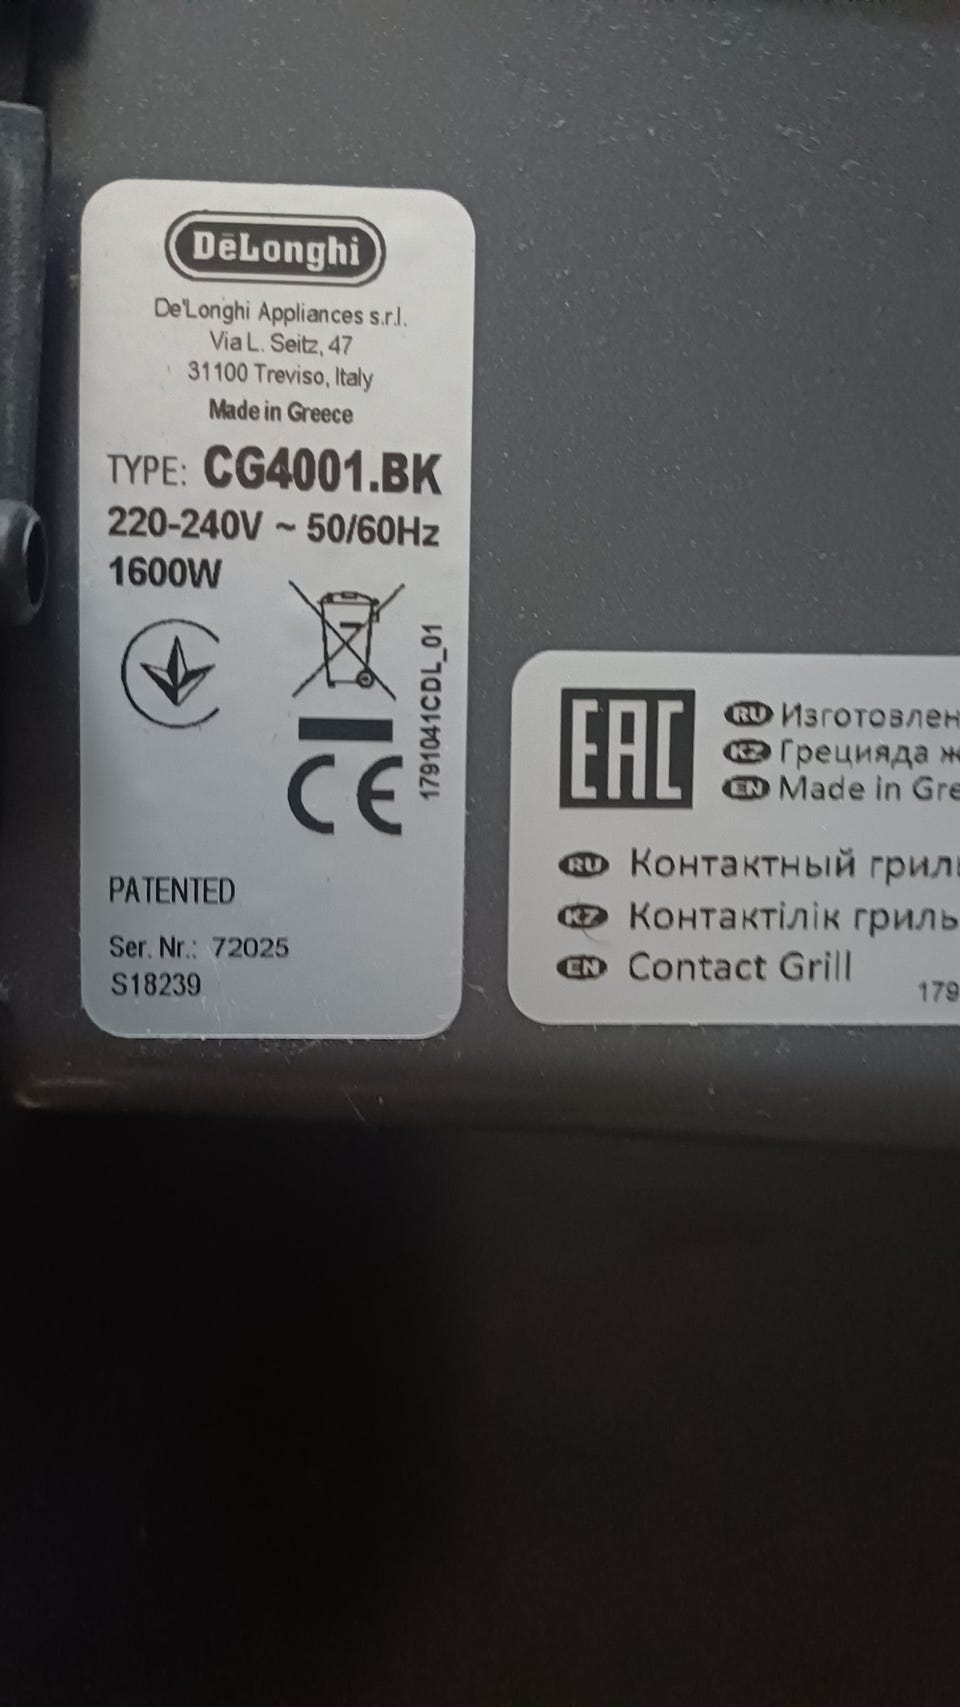 DēLonghi
De'Longhi Appliances s.r.l.
Via L. Seitz, 47
31100 Treviso, Italy
Made in Greece
TYPE: CG4001.BK
220-240V ~ 50/60Hz
1600W
1791041CDL_01
CE
PATENTED
Ser. Nr.: 72025
S18239
EAC
RU Изготовлен
KZ Грецияда ж
EN Made in Gre
RU Контактный гриль
KZ Контактілік гриль
EN Contact Grill
179